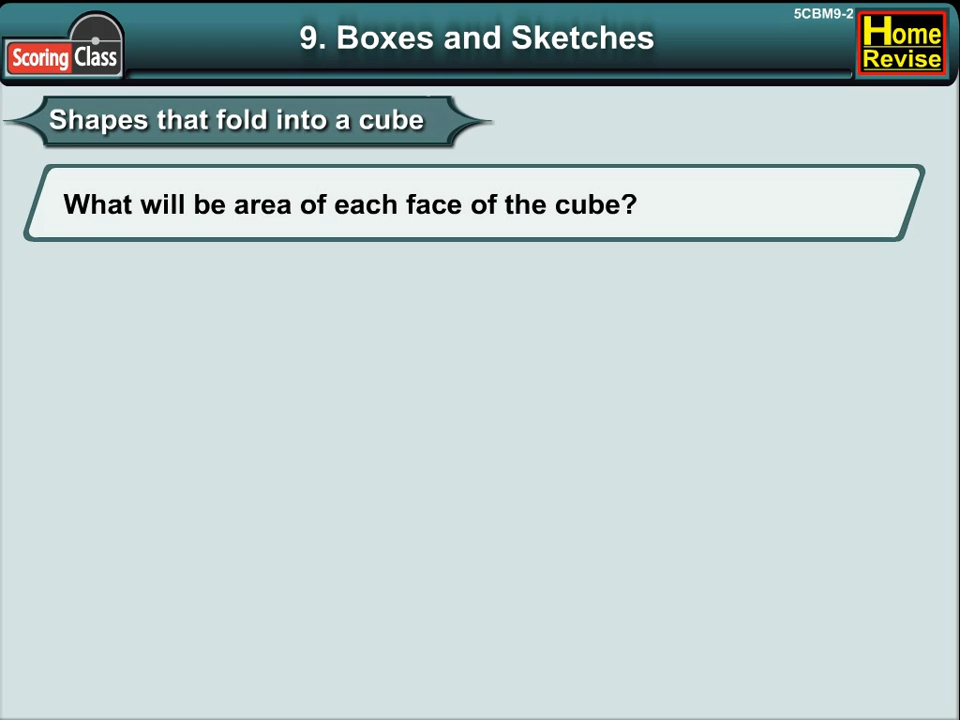 9. Boxes and Sketches
5CBM9-2
Home
Revise
Scoring Class
Shapes that fold into a cube
What will be area of each face of the cube?